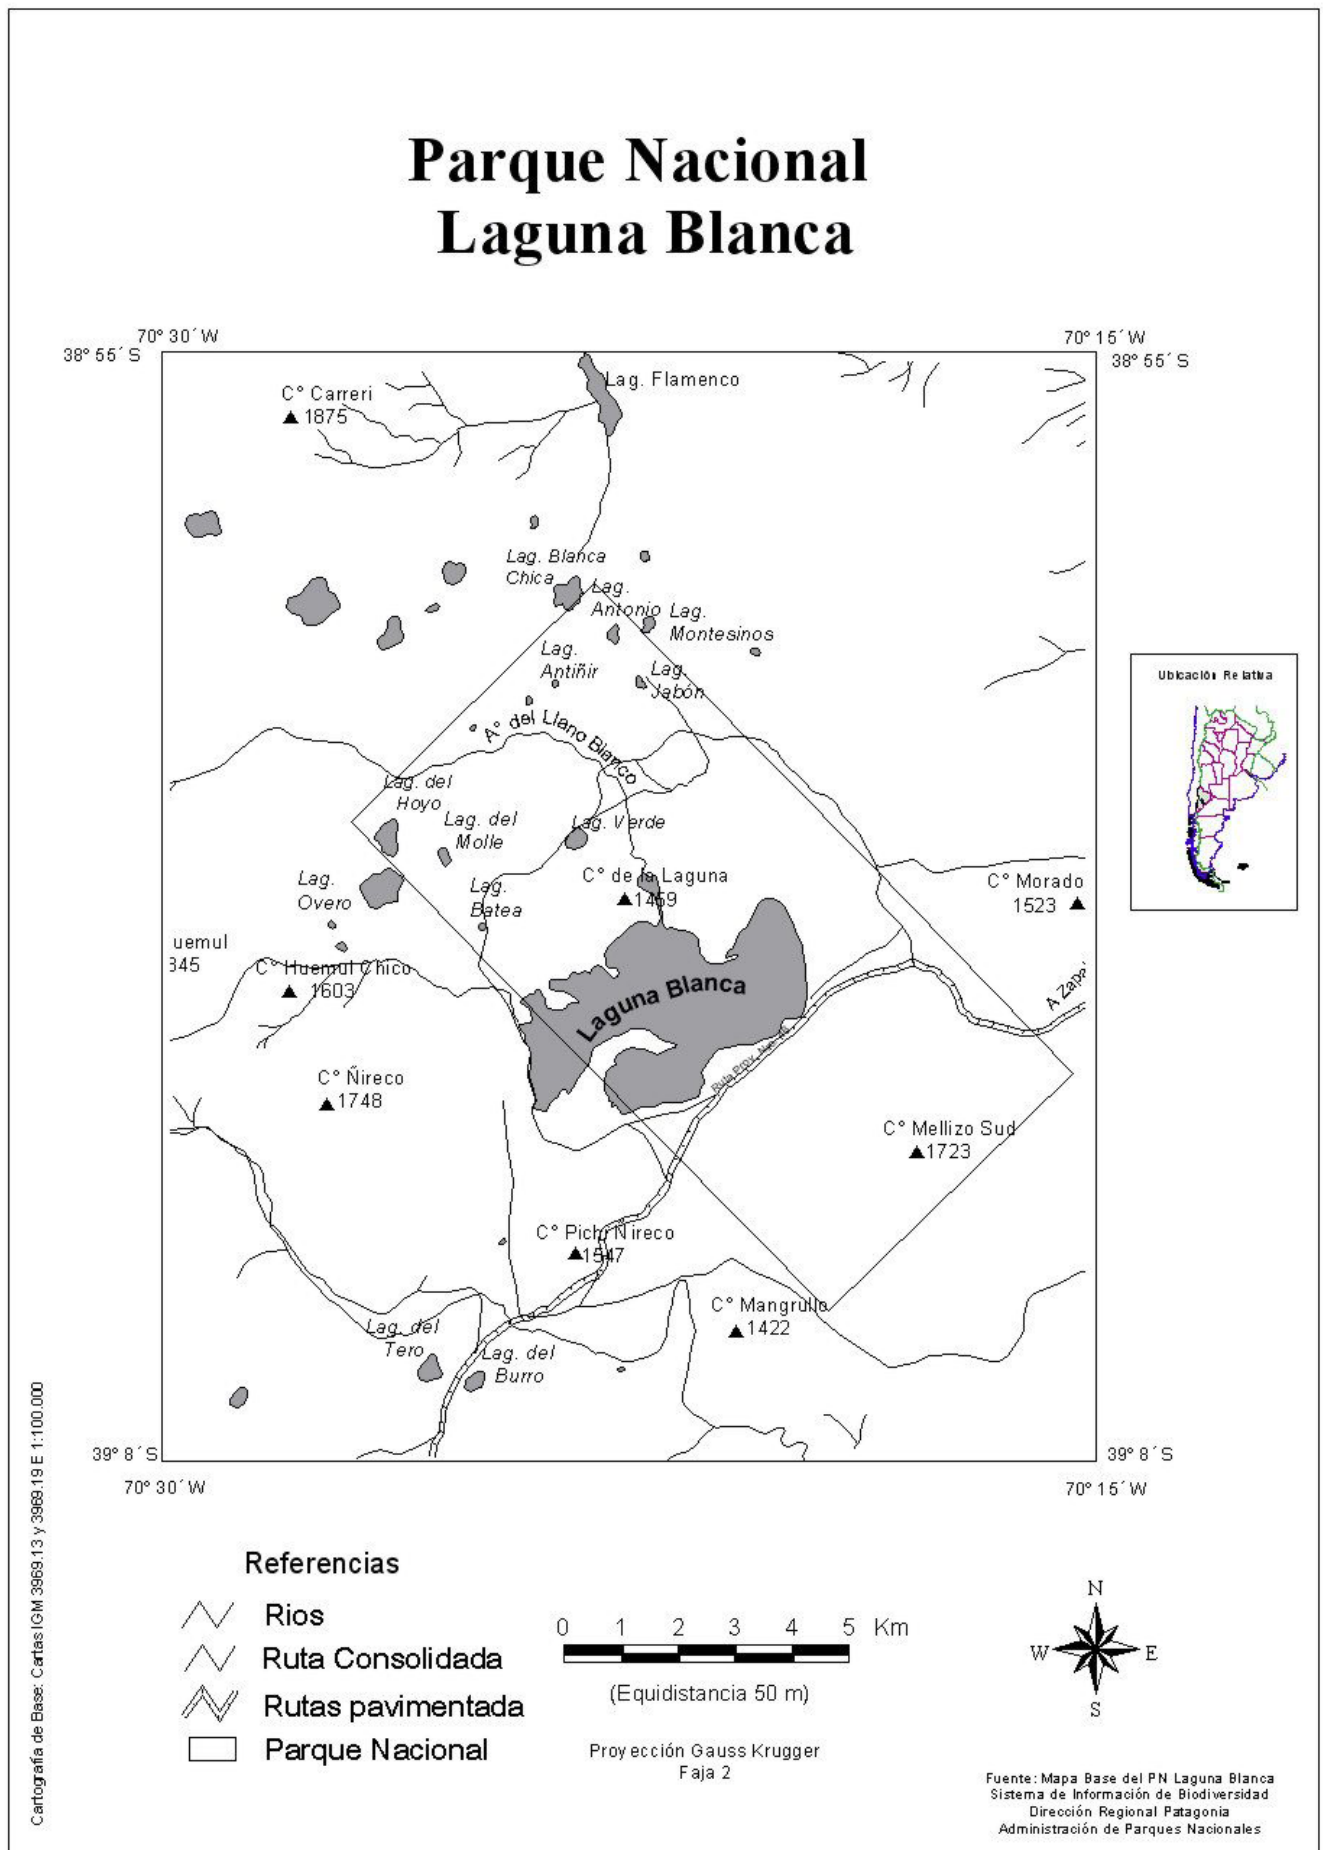 Parque Nacional
Laguna Blanca
70° 30´ W
70° 15´ W
38° 55´ S
38° 55´ S
C° Carreri
1875
Lag. Flamenco
Lag. Blanca
Chica
Lag.
Antonio
Lag.
Montesinos
Lag.
Antiñir
Lag.
Jabón
A° del Llano Blanco
Lag. del
Hoyo
Lag. del
Molle
Lag. Verde
Lag.
Overo
Lag.
Batea
C° de la Laguna
1459
C° Morado
1523
uemul
345
C° Huemul Chico
1603
Laguna Blanca
A Zapal
Ruta Prov.
C° Ñireco
1748
C° Mellizo Sud
1723
C° Pichi Nireco
1547
C° Mangrullo
1422
Lag. del
Tero
Lag. del
Burro
39° 8´ S
39° 8´ S
70° 30´ W
70° 15´ W
Ubicación Relativa
Referencias
Rios
Ruta Consolidada
Rutas pavimentada
Parque Nacional
0 1 2 3 4 5 Km
(Equidistancia 50 m)
Proyección Gauss Krugger
Faja 2
N
W E
S
Fuente: Mapa Base del PN Laguna Blanca
Sistema de Información de Biodiversidad
Dirección Regional Patagonia
Administración de Parques Nacionales
Cartografía de Base: Cartas IGM 3969.13 y 3969.19 E 1:100.000